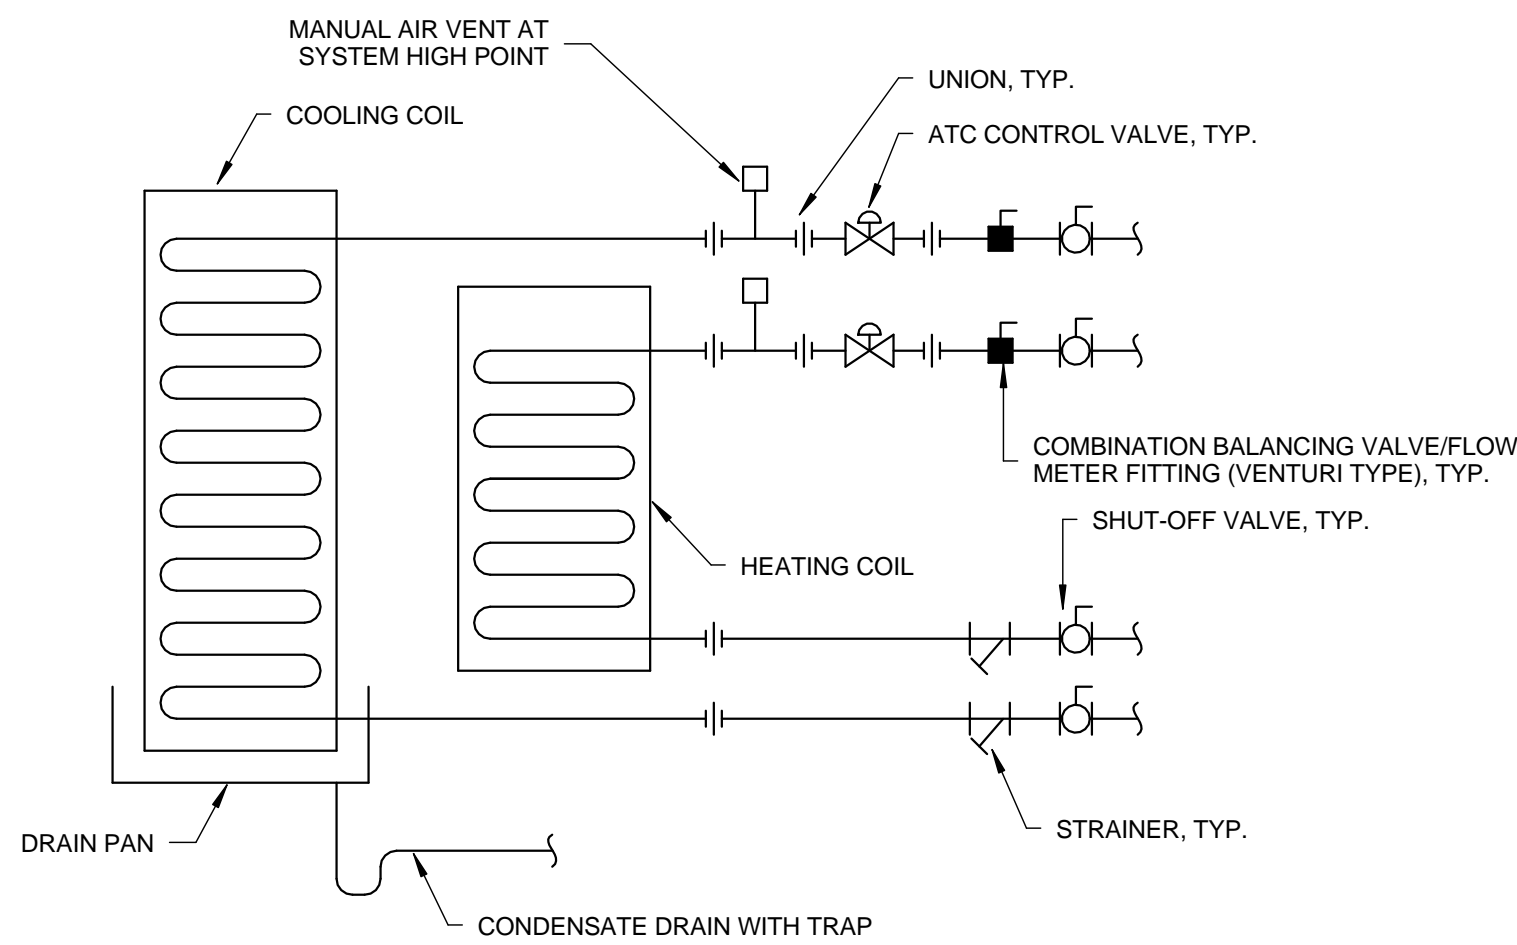 MANUAL AIR VENT AT
SYSTEM HIGH POINT
UNION, TYP.
COOLING COIL
ATC CONTROL VALVE, TYP.
COMBINATION BALANCING VALVE/FLOW
METER FITTING (VENTURI TYPE), TYP.
SHUT-OFF VALVE, TYP.
HEATING COIL
STRAINER, TYP.
DRAIN PAN
CONDENSATE DRAIN WITH TRAP